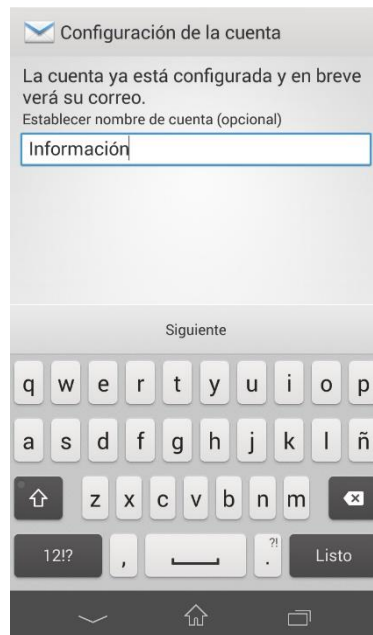 Configuración de la cuenta
La cuenta ya está configurada y en breve
verá su correo.
Establecer nombre de cuenta (opcional)
Información
Siguiente
q w e r t y u i o p
a s d f g h j k l ñ
z x c v b n m
12!? , ?! . Listo